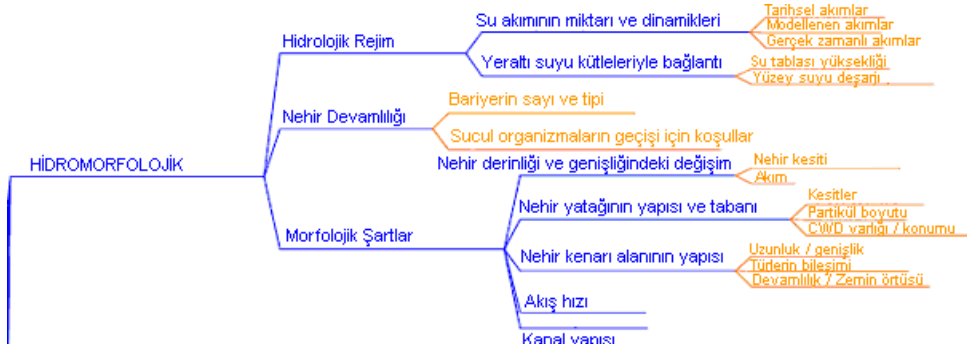 HİDROMORFOLOJİK
Hidrolojik Rejim
Su akımının miktarı ve dinamikleri
Tarihsel akımlar
Modellenen akımlar
Gerçek zamanlı akımlar
Yeraltı suyu kütleleriyle bağlantı
Su tablası yüksekliği
Yüzey suyu deşarjı
Nehir Devamlılığı
Bariyerin sayı ve tipi
Sucul organizmaların geçişi için koşullar
Morfolojik Şartlar
Nehir derinliği ve genişliğindeki değişim
Nehir kesiti
Akım
Nehir yatağının yapısı ve tabanı
Kesitler
Partikül boyutu
CWD varlığı / konumu
Nehir kenarı alanının yapısı
Uzunluk / genişlik
Türlerin bileşimi
Devamlılık / Zemin örtüsü
Akış hızı
Kanal yapısı